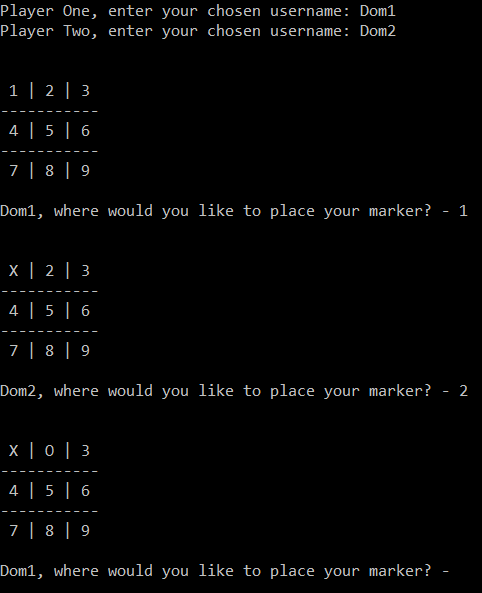 Player One, enter your chosen username: Dom1
Player Two, enter your chosen username: Dom2
1 | 2 | 3
-----------
4 | 5 | 6
-----------
7 | 8 | 9
Dom1, where would you like to place your marker? - 1
X | 2 | 3
-----------
4 | 5 | 6
-----------
7 | 8 | 9
Dom2, where would you like to place your marker? - 2
X | O | 3
-----------
4 | 5 | 6
-----------
7 | 8 | 9
Dom1, where would you like to place your marker? -